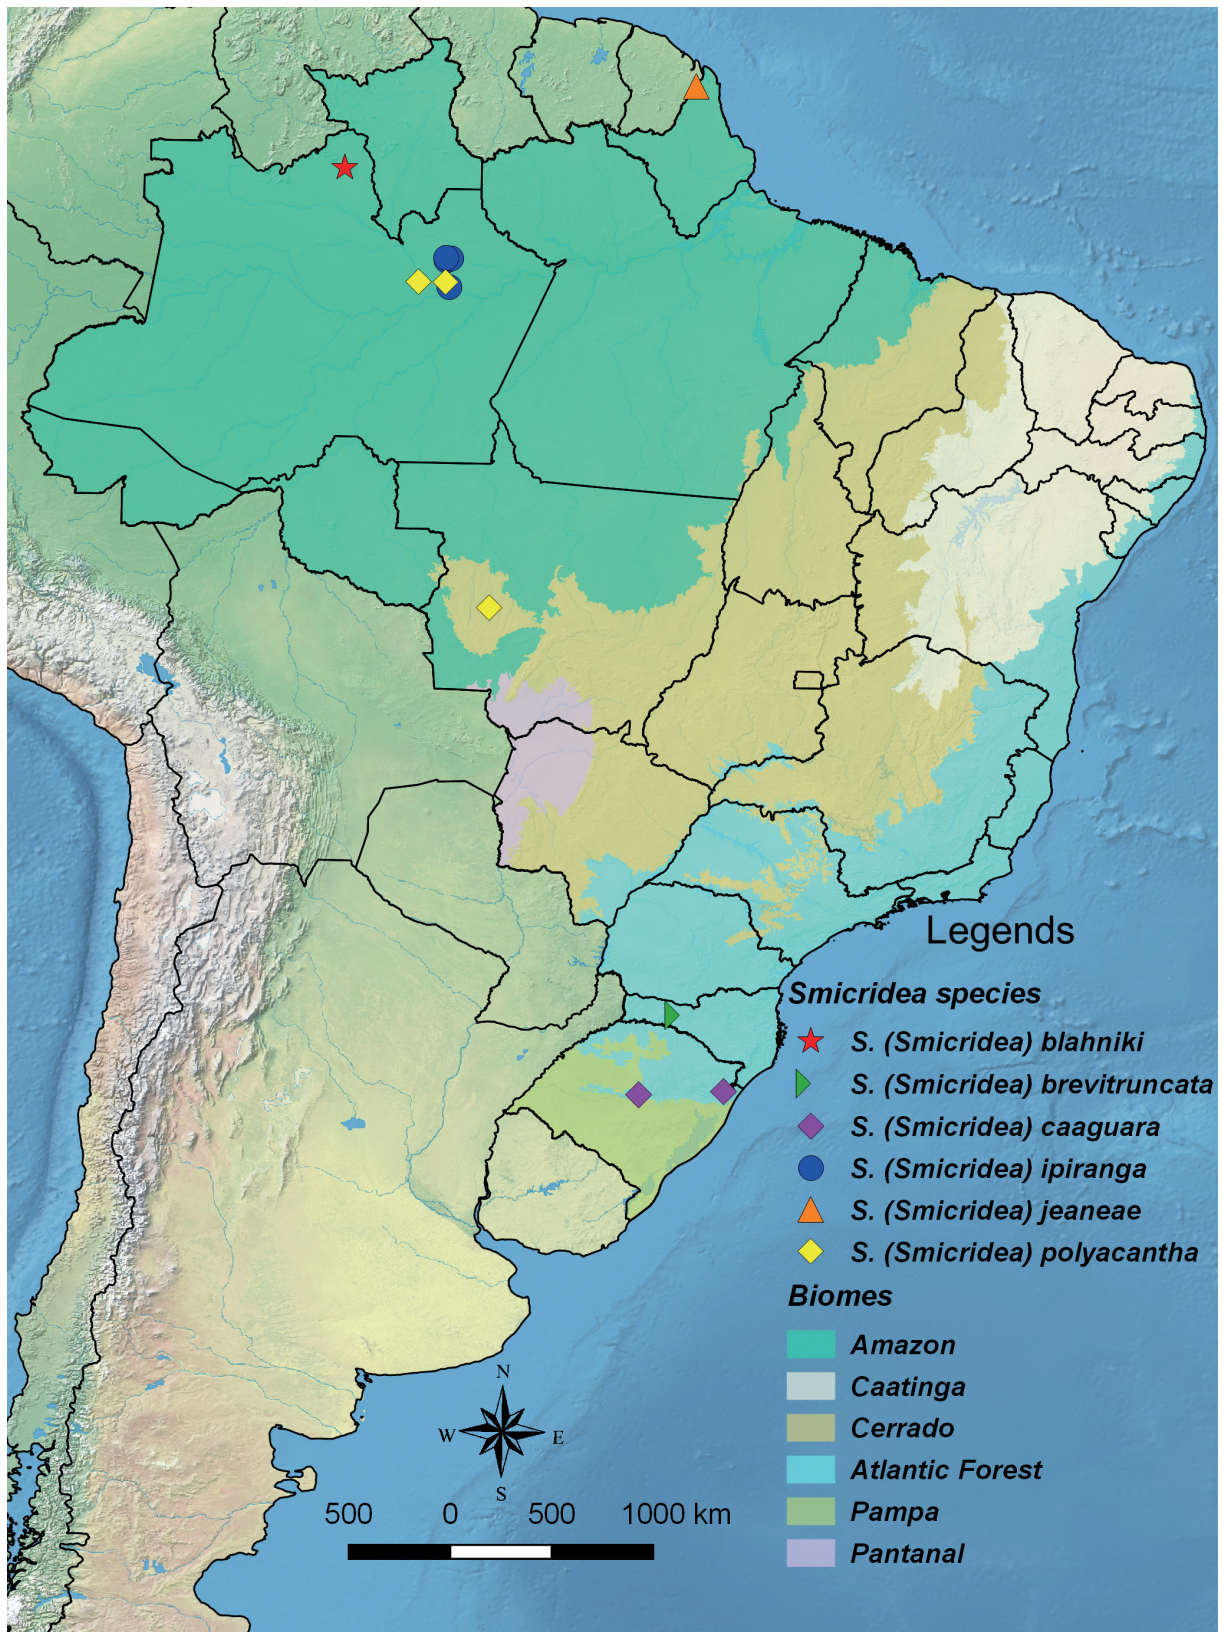 Legends
Smicridea species
S. (Smicridea) blahniki
S. (Smicridea) brevitruncata
S. (Smicridea) caaguara
S. (Smicridea) ipiranga
S. (Smicridea) jeaneae
S. (Smicridea) polyacantha
Biomes
Amazon
Caatinga
Cerrado
Atlantic Forest
Pampa
Pantanal
N
W E
S
500 0 500 1000 km